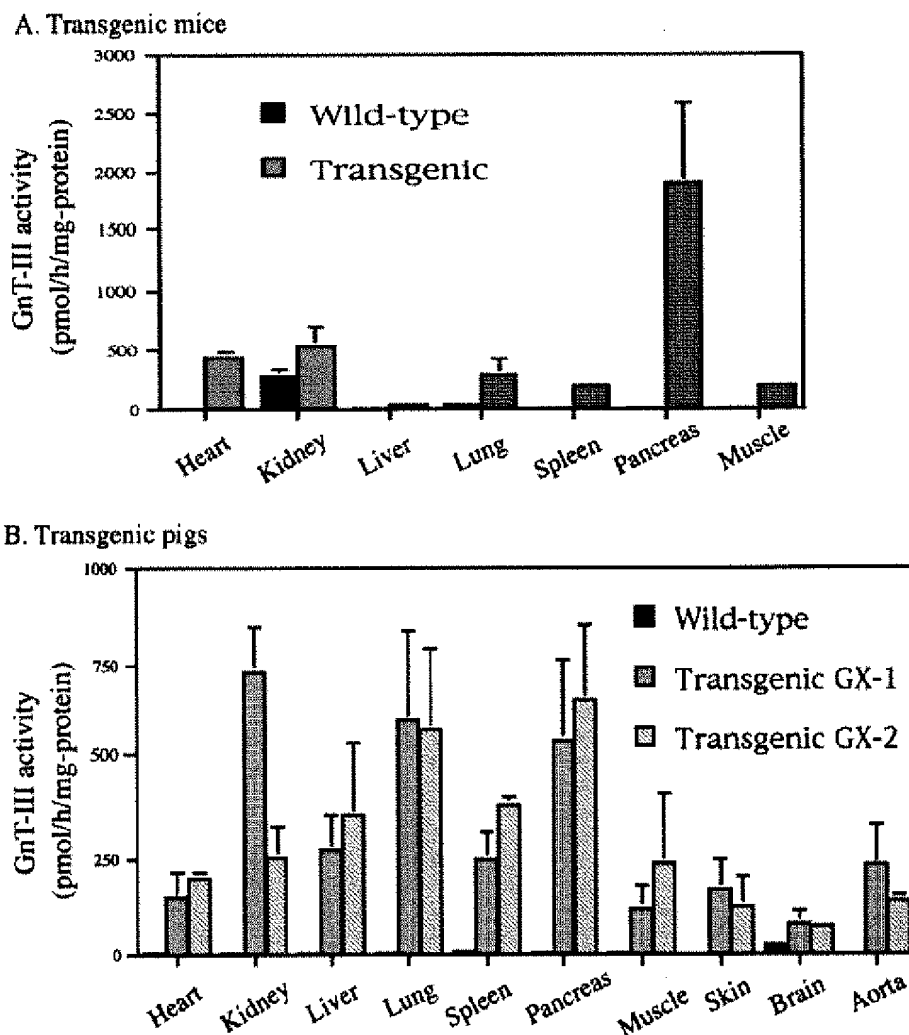 A. Transgenic mice
GnT-III activity
(pmol/h/mg-protein)
3000
2500
2000
1500
1000
500
0
Wild-type
Transgenic
Heart
Kidney
Liver
Lung
Spleen
Pancreas
Muscle
B. Transgenic pigs
GnT-III activity
(pmol/h/mg-protein)
1000
750
500
250
0
Wild-type
Transgenic GX-1
Transgenic GX-2
Heart
Kidney
Liver
Lung
Spleen
Pancreas
Muscle
Skin
Brain
Aorta